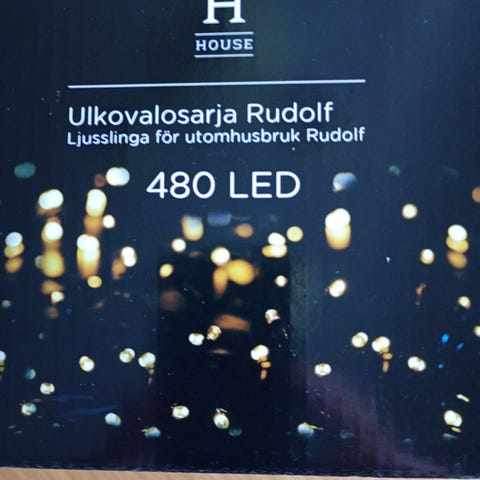 H
HOUSE
Ulkovalosarja Rudolf
Ljusslinga för utomhusbruk Rudolf
480 LED